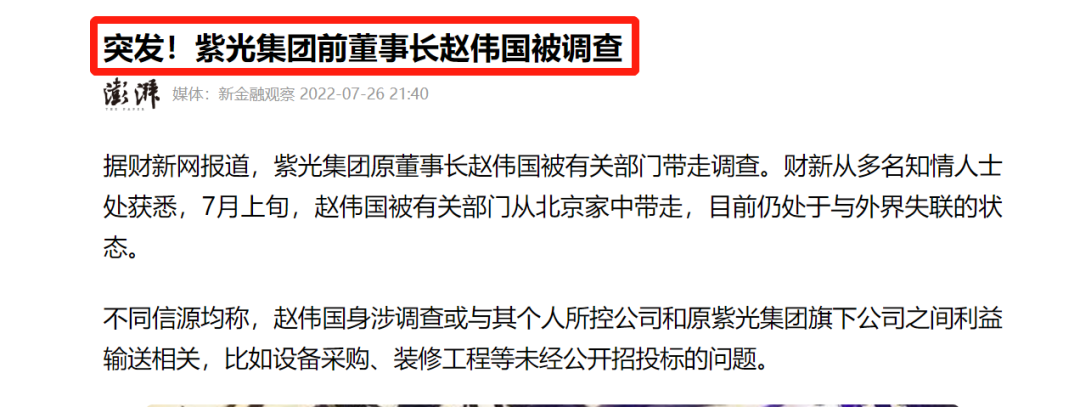 突发！紫光集团前董事长赵伟国被调查
澎湃 媒体：新金融观察 2022-07-26 21:40
据财新网报道，紫光集团原董事长赵伟国被有关部门带走调查。财新从多名知情人士
处获悉，7月上旬，赵伟国被有关部门从北京家中带走，目前仍处于与外界失联的状
态。
不同信源均称，赵伟国身涉调查或与其个人所控公司和原紫光集团旗下公司之间利益
输送相关，比如设备采购、装修工程等未经公开招投标的问题。